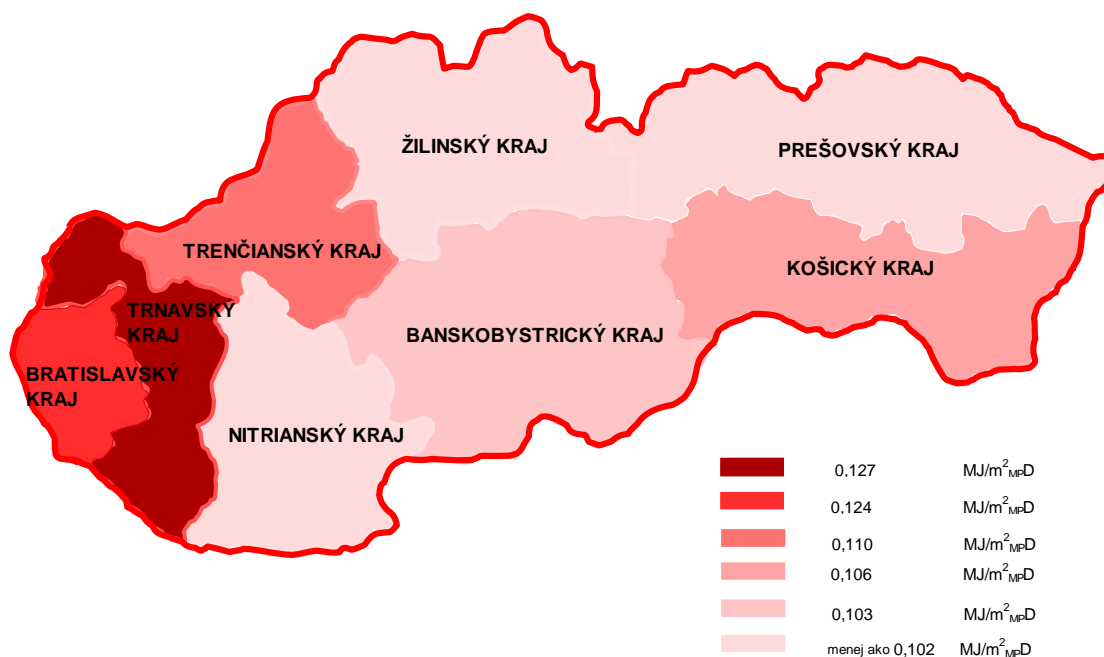 ŽILINSKÝ KRAJ
PREŠOVSKÝ KRAJ
TRENČIANSKÝ KRAJ
KOŠICKÝ KRAJ
TRNAVSKÝ
KRAJ
BANSKOBYSTRICKÝ KRAJ
BRATISLAVSKÝ
KRAJ
NITRIANSKÝ KRAJ
0,127 MJ/m²MPD
0,124 MJ/m²MPD
0,110 MJ/m²MPD
0,106 MJ/m²MPD
0,103 MJ/m²MPD
menej ako 0,102 MJ/m²MPD